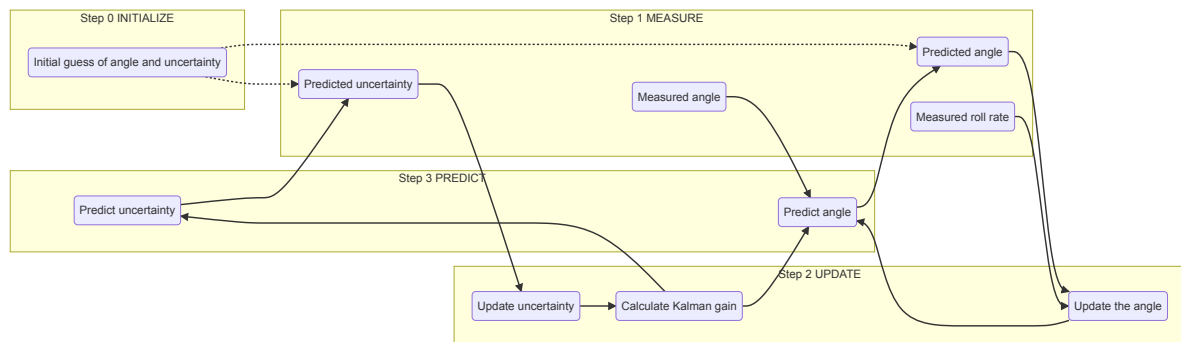 Step 0 INITIALIZE
Step 1 MEASURE
Initial guess of angle and uncertainty
Predicted angle
Predicted uncertainty
Measured angle
Measured roll rate
Step 3 PREDICT
Predict uncertainty
Predict angle
Step 2 UPDATE
Update uncertainty
Calculate Kalman gain
Update the angle